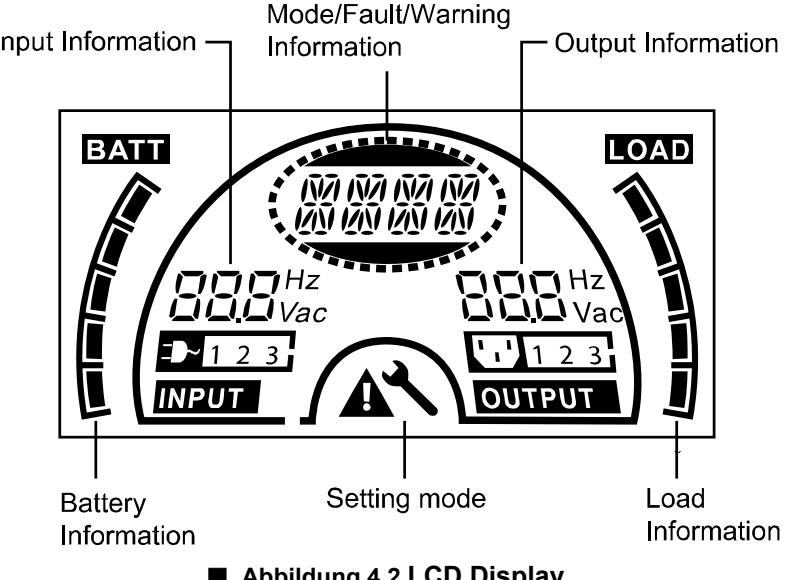 Mode/Fault/Warning
Information
nput Information
Output Information
BATT
LOAD
88.8 Hz
Vac
88.8 Hz
Vac
1 2 3
1 2 3
INPUT
OUTPUT
Battery
Information
Setting mode
Load
Information
■ Abbildung 4.2 LCD Display